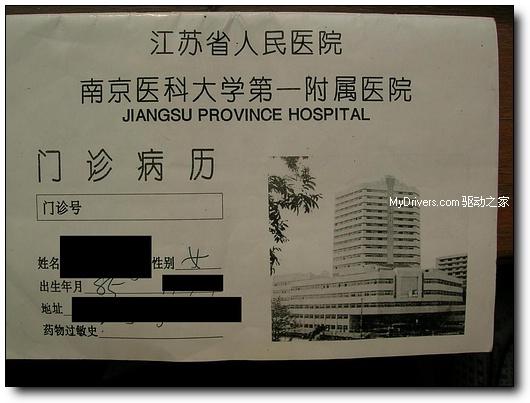 江苏省人民医院
南京医科大学第一附属医院
JIANGSU PROVINCE HOSPITAL
门诊病历
门诊号
姓名 性别 女
出生年月 85
地址
药物过敏史
MyDrivers.com 驱动之家